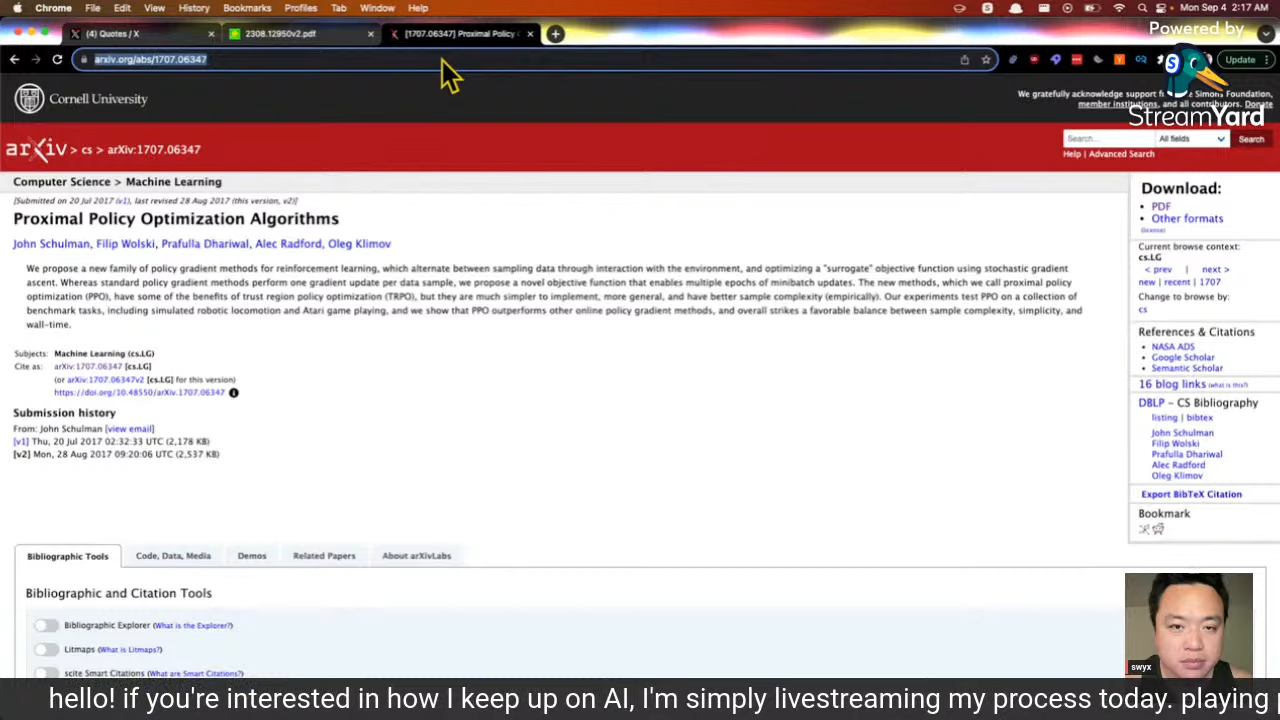 Chrome File Edit View History Bookmarks Profiles Tab Window Help
Mon Sep 4 2:17 AM
Powered by
(4) Quotes / X
2308.12950v2.pdf
[1707.06347] Proximal Policy O
arxiv.org/abs/1707.06347
Update
StreamYard
Cornell University
We gratefully acknowledge support f
e Simons Foundation,
member institutions, and all contributors. Donate
arXiv > cs > arXiv:1707.06347
Search...
All fields
Search
Help | Advanced Search
Computer Science > Machine Learning
[Submitted on 20 Jul 2017 (v1), last revised 28 Aug 2017 (this version, v2)]
Proximal Policy Optimization Algorithms
John Schulman, Filip Wolski, Prafulla Dhariwal, Alec Radford, Oleg Klimov
We propose a new family of policy gradient methods for reinforcement learning, which alternate between sampling data through interaction with the environment, and optimizing a "surrogate" objective function using stochastic gradient
ascent. Whereas standard policy gradient methods perform one gradient update per data sample, we propose a novel objective function that enables multiple epochs of minibatch updates. The new methods, which we call proximal policy
optimization (PPO), have some of the benefits of trust region policy optimization (TRPO), but they are much simpler to implement, more general, and have better sample complexity (empirically). Our experiments test PPO on a collection of
benchmark tasks, including simulated robotic locomotion and Atari game playing, and we show that PPO outperforms other online policy gradient methods, and overall strikes a favorable balance between sample complexity, simplicity, and
wall-time.
Subjects: Machine Learning (cs.LG)
Cite as: arXiv:1707.06347 [cs.LG]
(or arXiv:1707.06347v2 [cs.LG] for this version)
https://doi.org/10.48550/arXiv.1707.06347
Submission history
From: John Schulman [view email]
[v1] Thu, 20 Jul 2017 02:32:33 UTC (2,178 KB)
[v2] Mon, 28 Aug 2017 09:20:06 UTC (2,537 KB)
Download:
PDF
Other formats
(license)
Current browse context:
cs.LG
< prev | next >
new | recent | 1707
Change to browse by:
cs
References & Citations
NASA ADS
Google Scholar
Semantic Scholar
16 blog links (what is this?)
DBLP – CS Bibliography
listing | bibtex
John Schulman
Filip Wolski
Prafulla Dhariwal
Alec Radford
Oleg Klimov
Export BibTeX Citation
Bookmark
Bibliographic Tools
Code, Data, Media
Demos
Related Papers
About arXivLabs
Bibliographic and Citation Tools
Bibliographic Explorer (What is the Explorer?)
Litmaps (What is Litmaps?)
scite Smart Citations (What are Smart Citations?)
swyx
hello! if you're interested in how I keep up on AI, I'm simply livestreaming my process today. playing